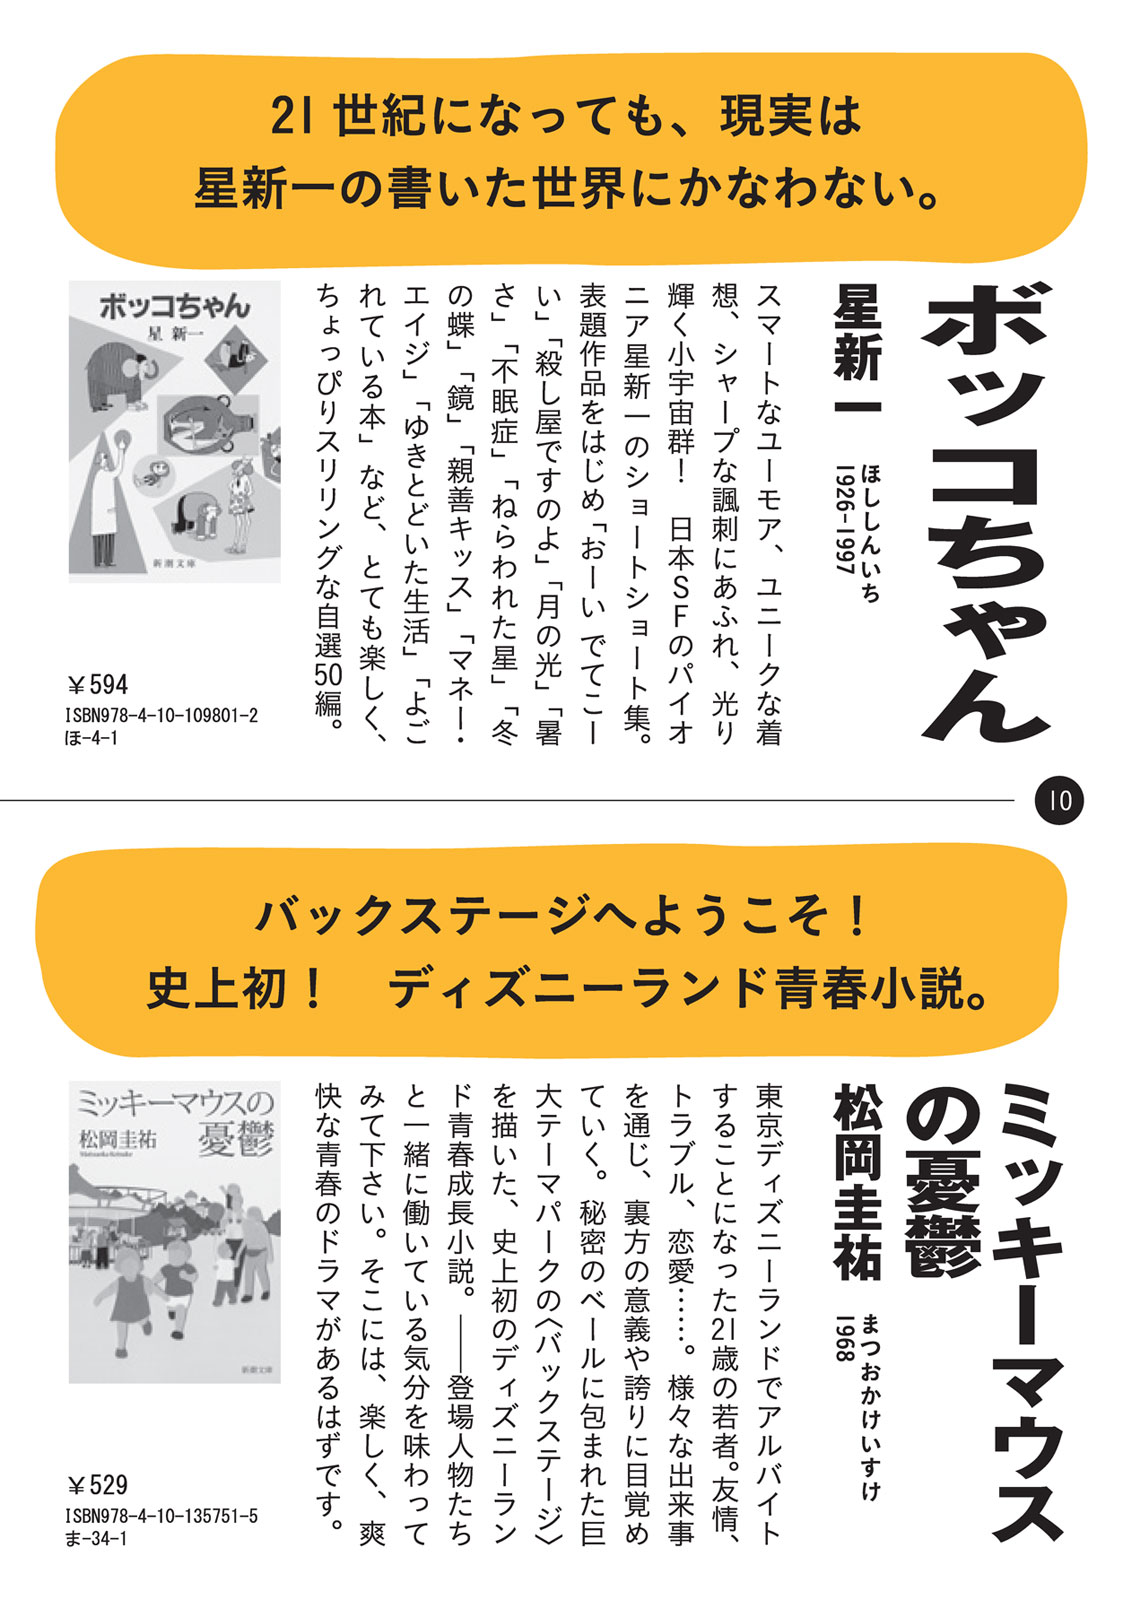 21世紀になっても、現実は
星新一の書いた世界にかなわない。
ボッコちゃん
星新一
ほししんいち
1926-1997
スマートなユーモア、ユニークな着
想、シャープな諷刺にあふれ、光り
輝く小宇宙群！　日本SFのパイオ
ニア星新一のショートショート集。
表題作品をはじめ「おーい でてこー
い」「殺し屋ですのよ」「月の光」「暑
さ」「不眠症」「ねらわれた星」「冬
の蝶」「鏡」「親善キッス」「マネー・
エイジ」「ゆきとどいた生活」「よご
れている本」など、とても楽しく、
ちょっぴりスリリングな自選50編。
ボッコちゃん
星 新一
新潮文庫
￥594
ISBN978-4-10-109801-2
ほ-4-1
10
バックステージへようこそ！
史上初！　ディズニーランド青春小説。
ミッキーマウス
の憂鬱
松岡圭祐
まつおかけいすけ
1968
東京ディズニーランドでアルバイト
することになった21歳の若者。友情、
トラブル、恋愛……。様々な出来事
を通じ、裏方の意義や誇りに目覚め
ていく。秘密のベールに包まれた巨
大テーマパークの〈バックステージ〉
を描いた、史上初のディズニーラン
ド青春成長小説。――登場人物たち
と一緒に働いている気分を味わって
みて下さい。そこには、楽しく、爽
快な青春のドラマがあるはずです。
ミッキーマウスの
憂鬱
松岡圭祐
Matsuoka Keisuke
新潮文庫
￥529
ISBN978-4-10-135751-5
ま-34-1